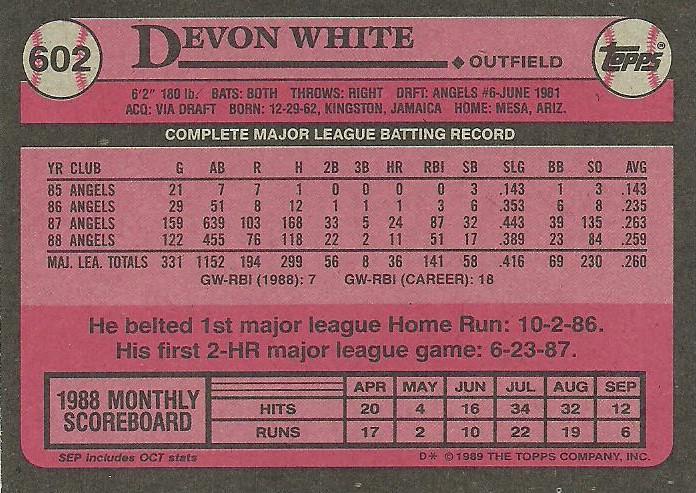 602
DEVON WHITE
◆ OUTFIELD
TOPPS®
6'2" 180 lb. BATS: BOTH THROWS: RIGHT DRFT: ANGELS #6-JUNE 1981
ACQ: VIA DRAFT BORN: 12-29-62, KINGSTON, JAMAICA HOME: MESA, ARIZ.
COMPLETE MAJOR LEAGUE BATTING RECORD
YR CLUB G AB R H 2B 3B HR RBI SB SLG BB SO AVG
85 ANGELS 21 7 7 1 0 0 0 0 3 .143 1 3 .143
86 ANGELS 29 51 8 12 1 1 1 3 6 .353 6 8 .235
87 ANGELS 159 639 103 168 33 5 24 87 32 .443 39 135 .263
88 ANGELS 122 455 76 118 22 2 11 51 17 .389 23 84 .259
MAJ. LEA. TOTALS 331 1152 194 299 56 8 36 141 58 .416 69 230 .260
GW-RBI (1988): 7 GW-RBI (CAREER): 18
He belted 1st major league Home Run: 10-2-86.
His first 2-HR major league game: 6-23-87.
1988 MONTHLY SCOREBOARD
APR MAY JUN JUL AUG SEP
HITS 20 4 16 34 32 12
RUNS 17 2 10 22 19 6
SEP includes OCT stats
D* ©1989 THE TOPPS COMPANY, INC.